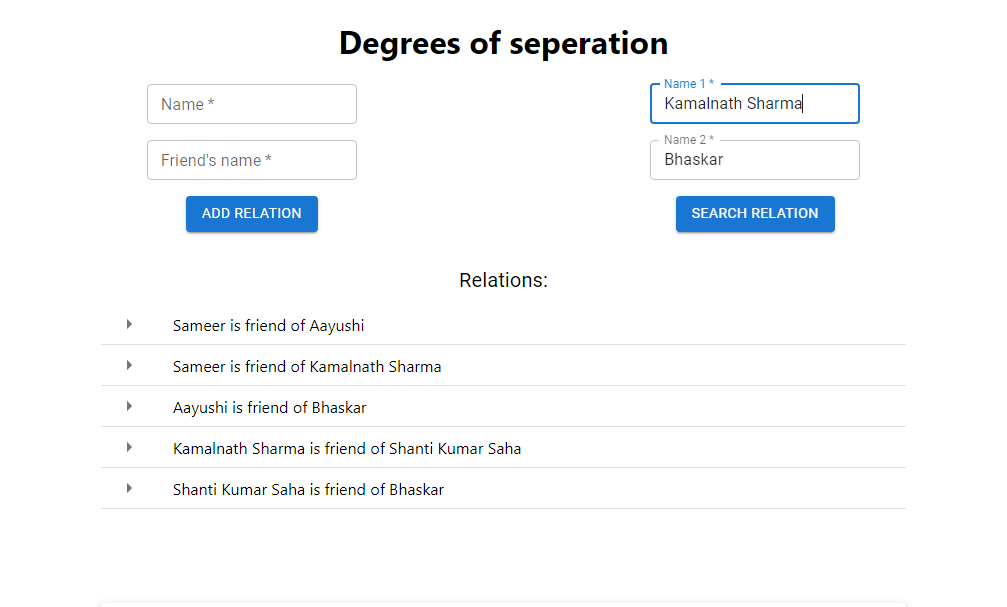 Degrees of seperation
Name *
Friend's name *
ADD RELATION
Name 1 *
Kamalnath Sharma
Name 2 *
Bhaskar
SEARCH RELATION
Relations:
Sameer is friend of Aayushi
Sameer is friend of Kamalnath Sharma
Aayushi is friend of Bhaskar
Kamalnath Sharma is friend of Shanti Kumar Saha
Shanti Kumar Saha is friend of Bhaskar